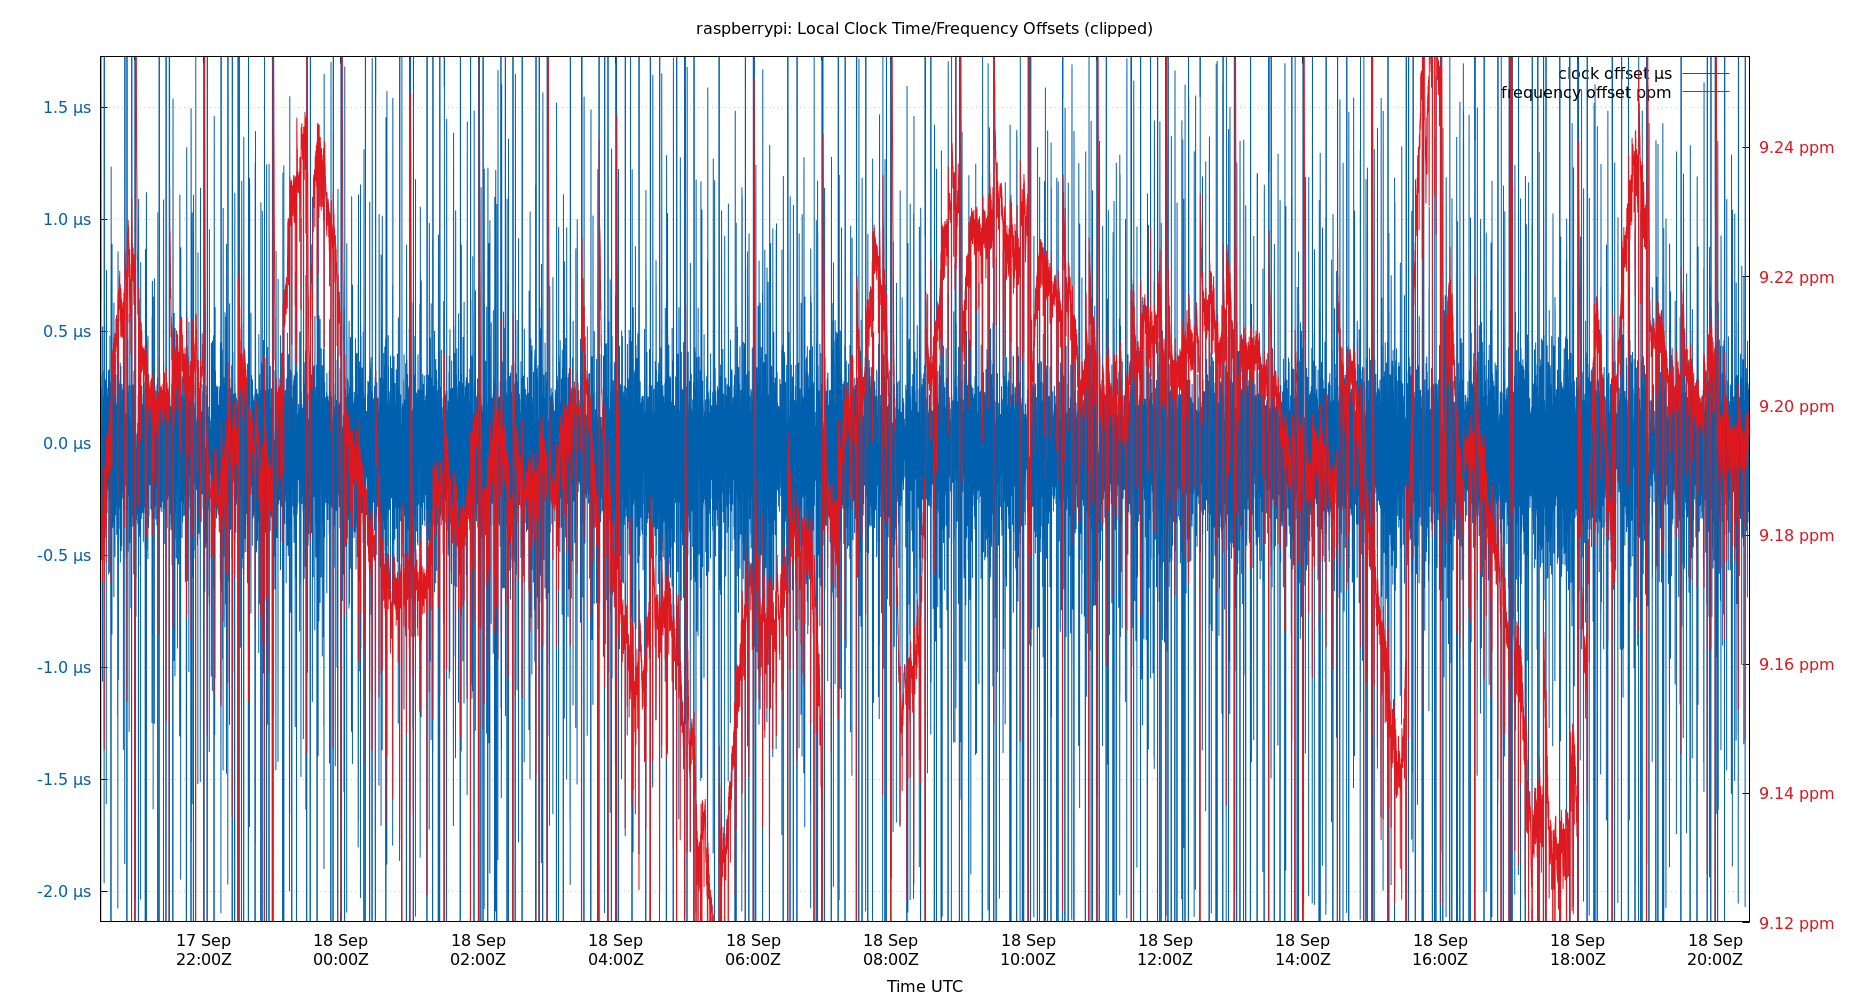 raspberrypi: Local Clock Time/Frequency Offsets (clipped)
clock offset µs
frequency offset ppm
1.5 µs
1.0 µs
0.5 µs
0.0 µs
-0.5 µs
-1.0 µs
-1.5 µs
-2.0 µs
9.24 ppm
9.22 ppm
9.20 ppm
9.18 ppm
9.16 ppm
9.14 ppm
9.12 ppm
17 Sep
22:00Z
18 Sep
00:00Z
18 Sep
02:00Z
18 Sep
04:00Z
18 Sep
06:00Z
18 Sep
08:00Z
18 Sep
10:00Z
18 Sep
12:00Z
18 Sep
14:00Z
18 Sep
16:00Z
18 Sep
18:00Z
18 Sep
20:00Z
Time UTC